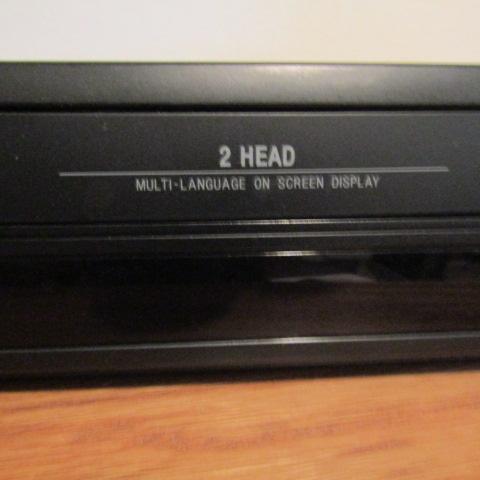 2 HEAD
MULTI-LANGUAGE ON SCREEN DISPLAY